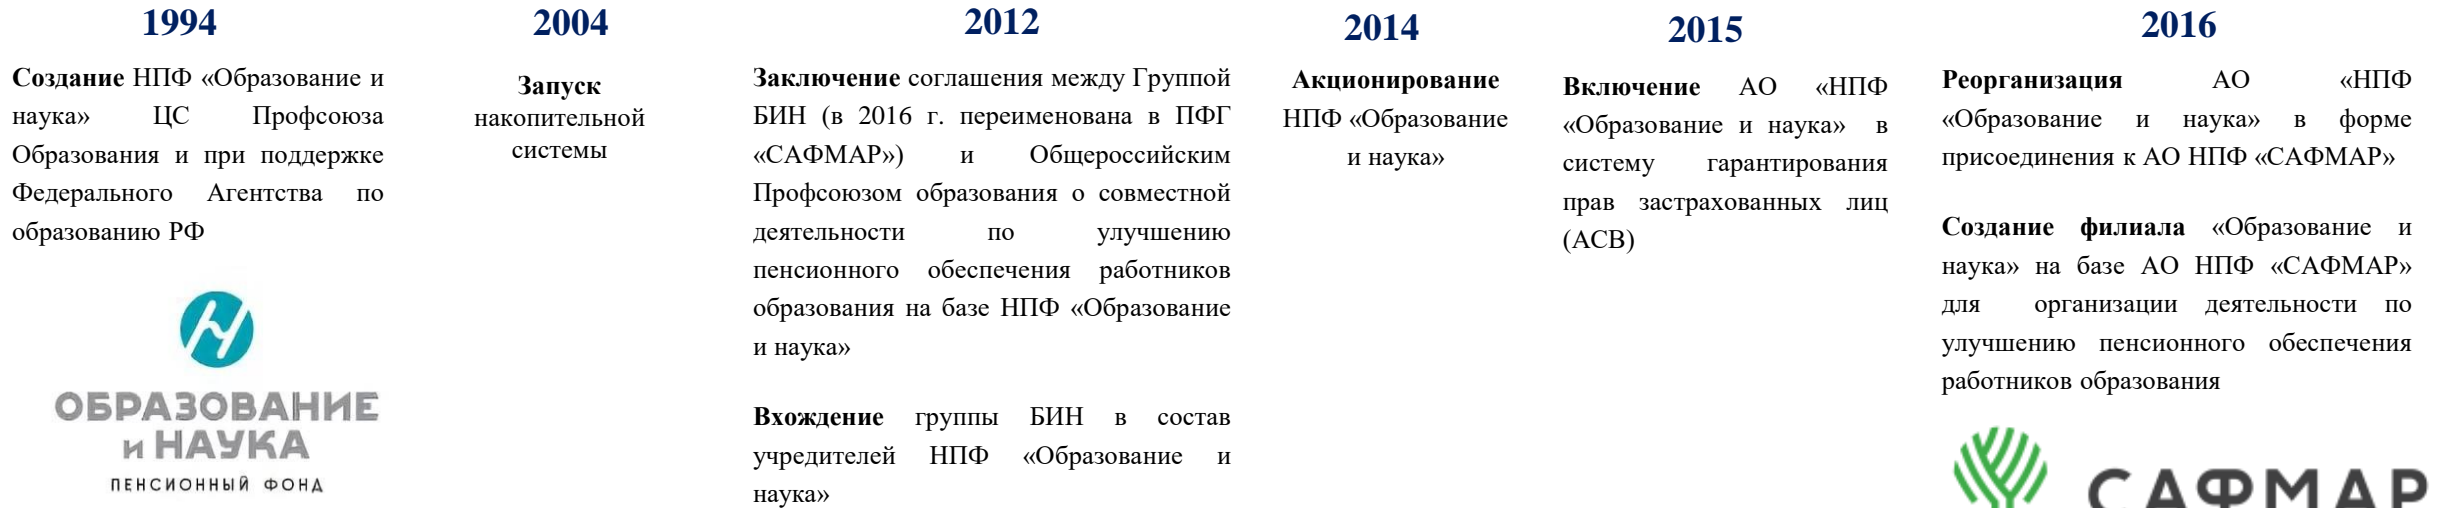 1994
Создание НПФ «Образование и
наука» ЦС Профсоюза
Образования и при поддержке
Федерального Агентства по
образованию РФ
ОБРАЗОВАНИЕ
и НАУКА
ПЕНСИОННЫЙ ФОНД
2004
Запуск
накопительной
системы
2012
Заключение соглашения между Группой
БИН (в 2016 г. переименована в ПФГ
«САФМАР») и Общероссийским
Профсоюзом образования о совместной
деятельности по улучшению
пенсионного обеспечения работников
образования на базе НПФ «Образование
и наука»
Вхождение группы БИН в состав
учредителей НПФ «Образование и
наука»
2014
Акционирование
НПФ «Образование
и наука»
2015
Включение АО «НПФ
«Образование и наука» в
систему гарантирования
прав застрахованных лиц
(АСВ)
2016
Реорганизация АО «НПФ
«Образование и наука» в форме
присоединения к АО НПФ «САФМАР»
Создание филиала «Образование и
наука» на базе АО НПФ «САФМАР»
для организации деятельности по
улучшению пенсионного обеспечения
работников образования
САФМАР